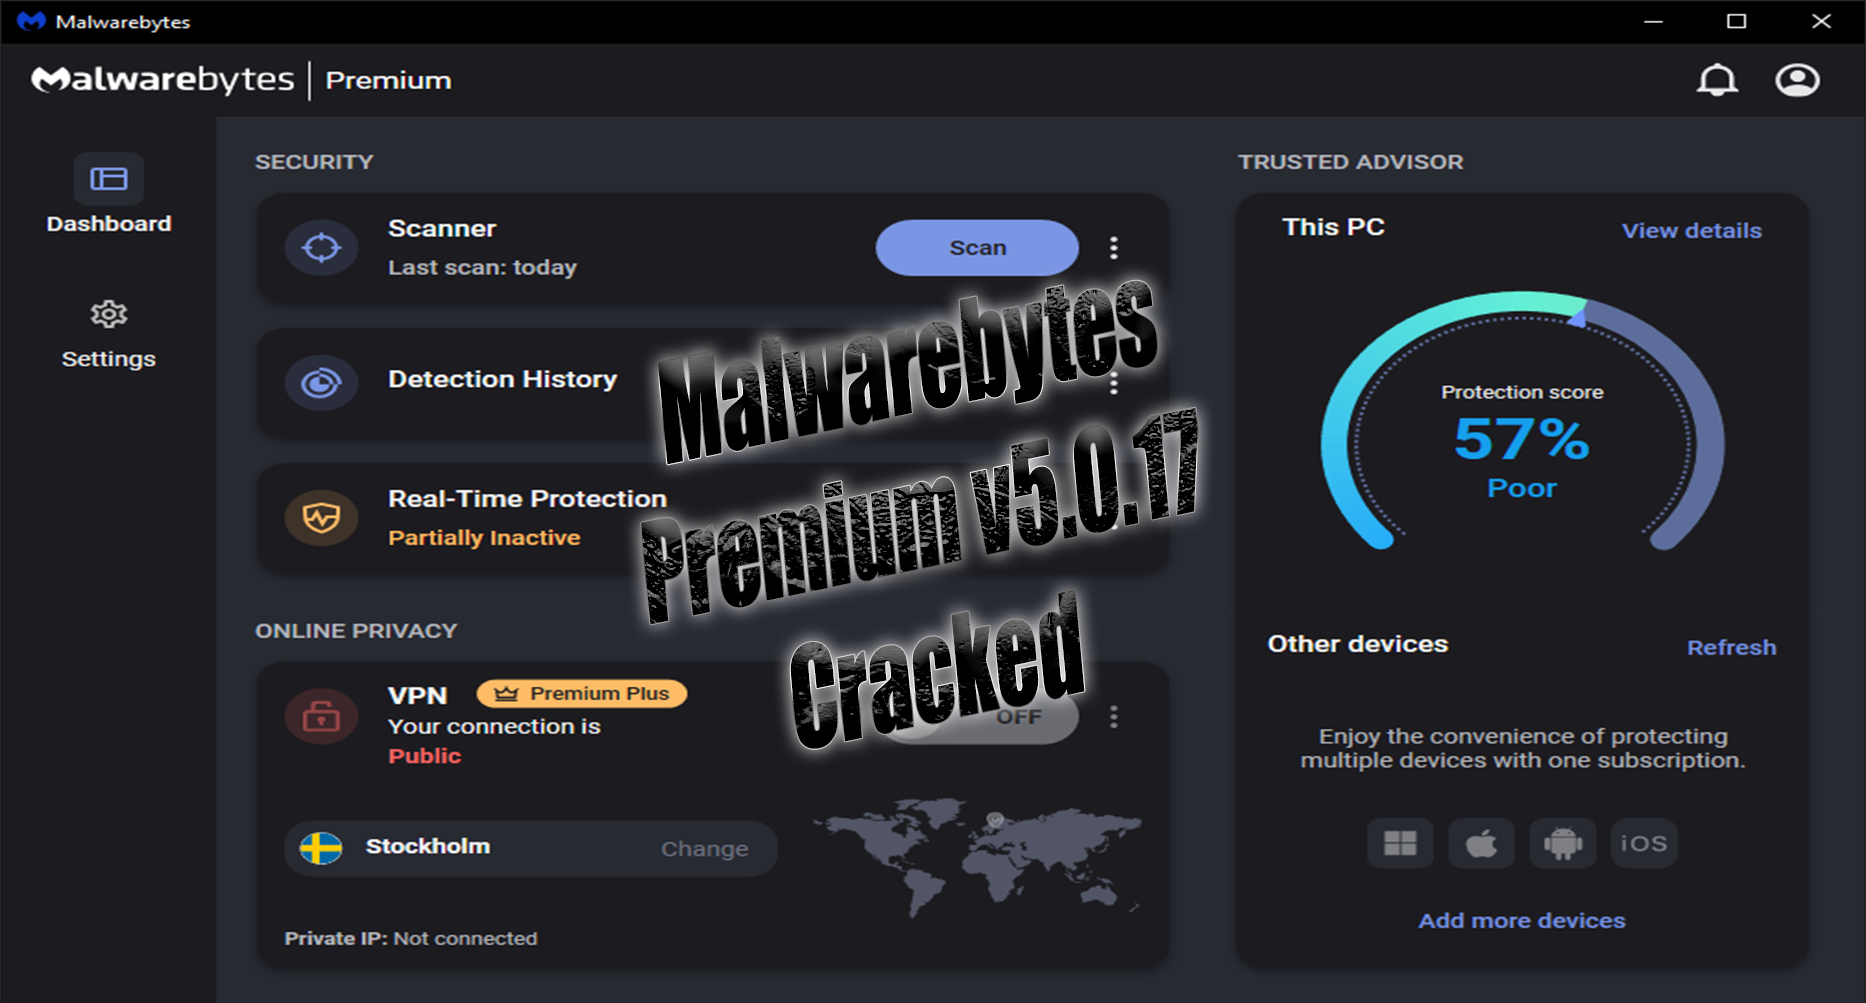 Malwarebytes
Malwarebytes | Premium
Dashboard
Settings
SECURITY
Scanner
Last scan: today
Scan
Detection History
Real-Time Protection
Partially Inactive
Malwarebytes
Premium v5.0.17
Cracked
ONLINE PRIVACY
VPN
Premium Plus
Your connection is
Public
OFF
Stockholm
Change
Private IP: Not connected
TRUSTED ADVISOR
This PC
View details
Protection score
57%
Poor
Other devices
Refresh
Enjoy the convenience of protecting
multiple devices with one subscription.
iOS
Add more devices